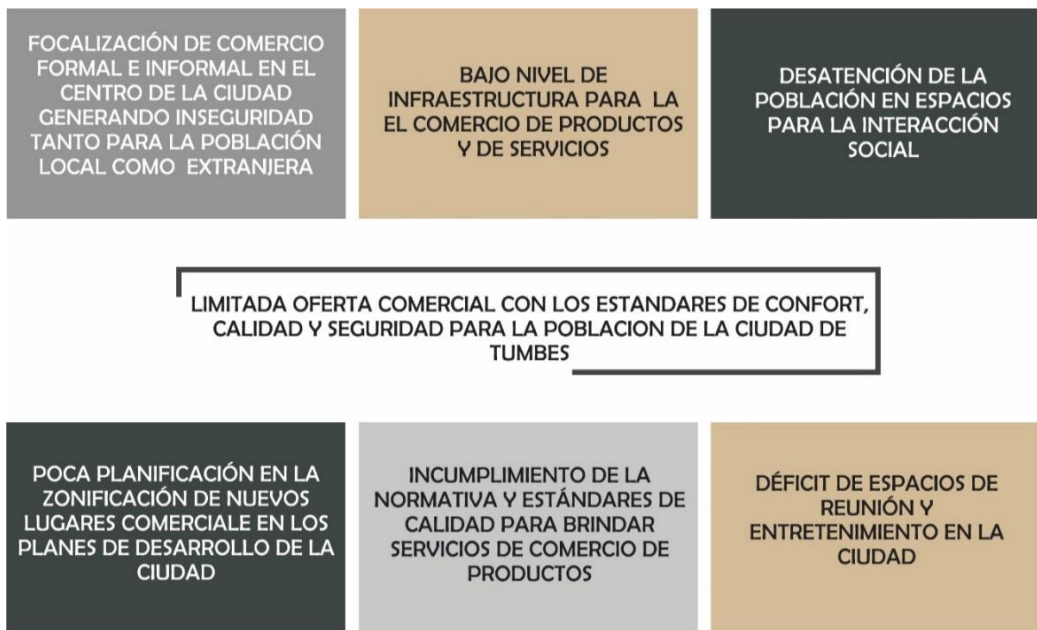 FOCALIZACIÓN DE COMERCIO
FORMAL E INFORMAL EN EL
CENTRO DE LA CIUDAD
GENERANDO INSEGURIDAD
TANTO PARA LA POBLACIÓN
LOCAL COMO EXTRANJERA
BAJO NIVEL DE
INFRAESTRUCTURA PARA LA
EL COMERCIO DE PRODUCTOS
Y DE SERVICIOS
DESATENCIÓN DE LA
POBLACIÓN EN ESPACIOS
PARA LA INTERACCIÓN
SOCIAL
LIMITADA OFERTA COMERCIAL CON LOS ESTANDARES DE CONFORT,
CALIDAD Y SEGURIDAD PARA LA POBLACION DE LA CIUDAD DE
TUMBES
POCA PLANIFICACIÓN EN LA
ZONIFICACIÓN DE NUEVOS
LUGARES COMERCIALE EN LOS
PLANES DE DESARROLLO DE LA
CIUDAD
INCUMPLIMIENTO DE LA
NORMATIVA Y ESTÁNDARES DE
CALIDAD PARA BRINDAR
SERVICIOS DE COMERCIO DE
PRODUCTOS
DÉFICIT DE ESPACIOS DE
REUNIÓN Y
ENTRETENIMIENTO EN LA
CIUDAD